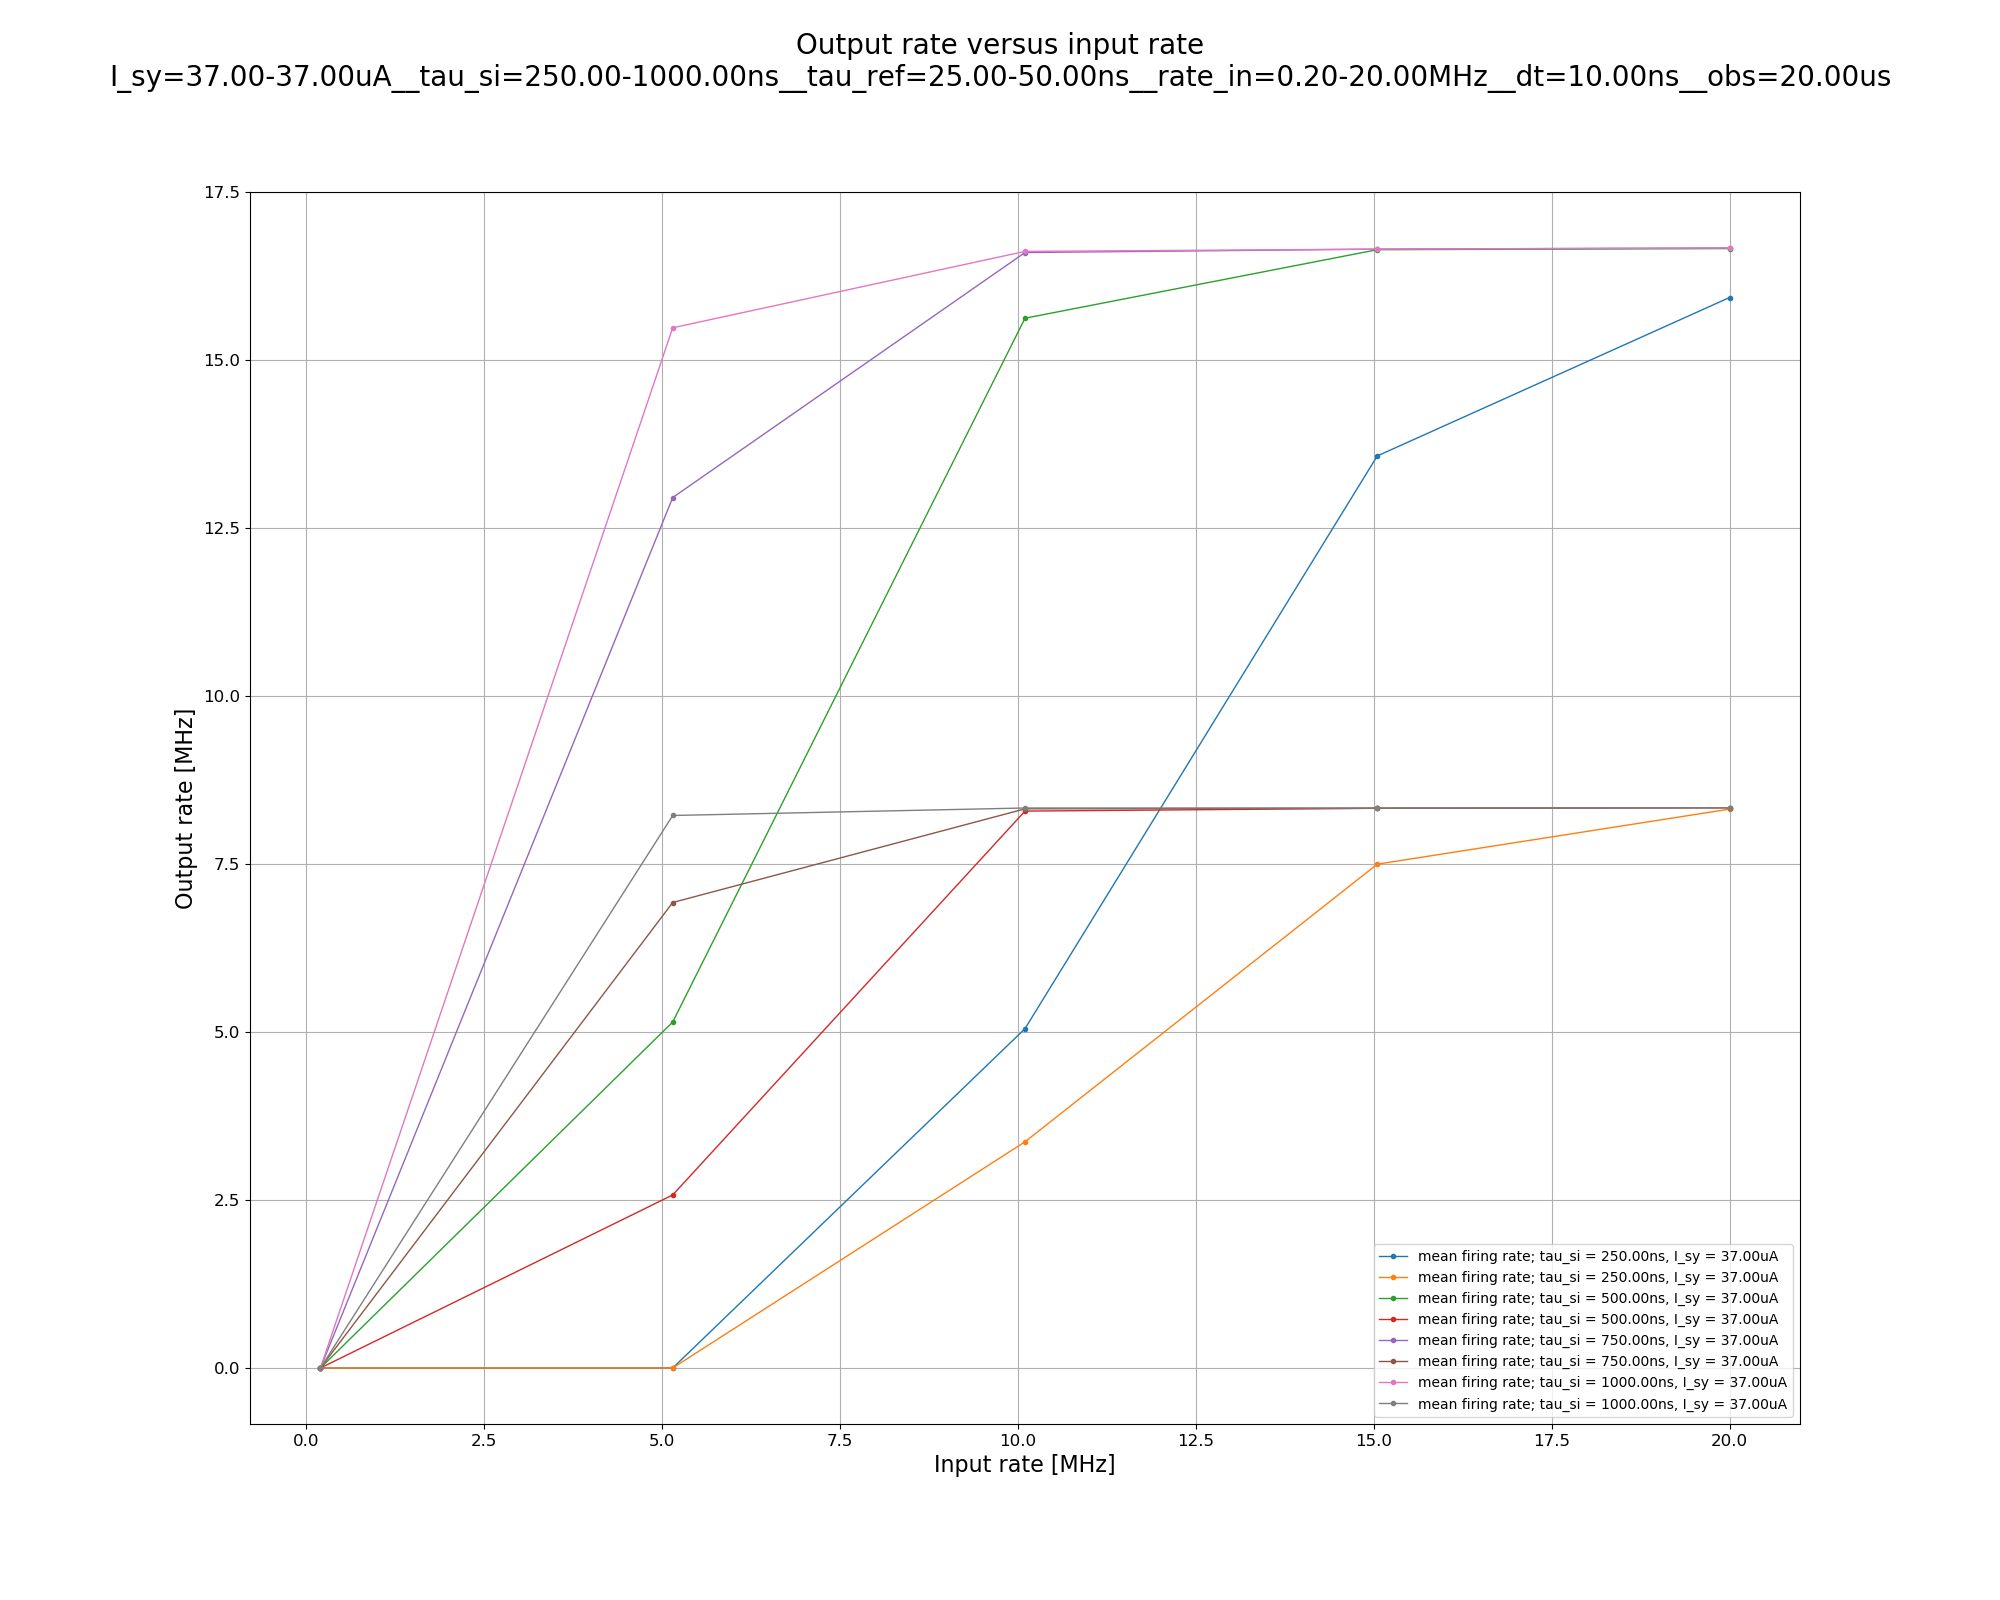 Output rate versus input rate
I_sy=37.00-37.00uA__tau_si=250.00-1000.00ns__tau_ref=25.00-50.00ns__rate_in=0.20-20.00MHz__dt=10.00ns__obs=20.00us
17.5
15.0
12.5
10.0
7.5
5.0
2.5
0.0
Output rate [MHz]
mean firing rate; tau_si = 250.00ns, I_sy = 37.00uA
mean firing rate; tau_si = 250.00ns, I_sy = 37.00uA
mean firing rate; tau_si = 500.00ns, I_sy = 37.00uA
mean firing rate; tau_si = 500.00ns, I_sy = 37.00uA
mean firing rate; tau_si = 750.00ns, I_sy = 37.00uA
mean firing rate; tau_si = 750.00ns, I_sy = 37.00uA
mean firing rate; tau_si = 1000.00ns, I_sy = 37.00uA
mean firing rate; tau_si = 1000.00ns, I_sy = 37.00uA
0.0 2.5 5.0 7.5 10.0 12.5 15.0 17.5 20.0
Input rate [MHz]